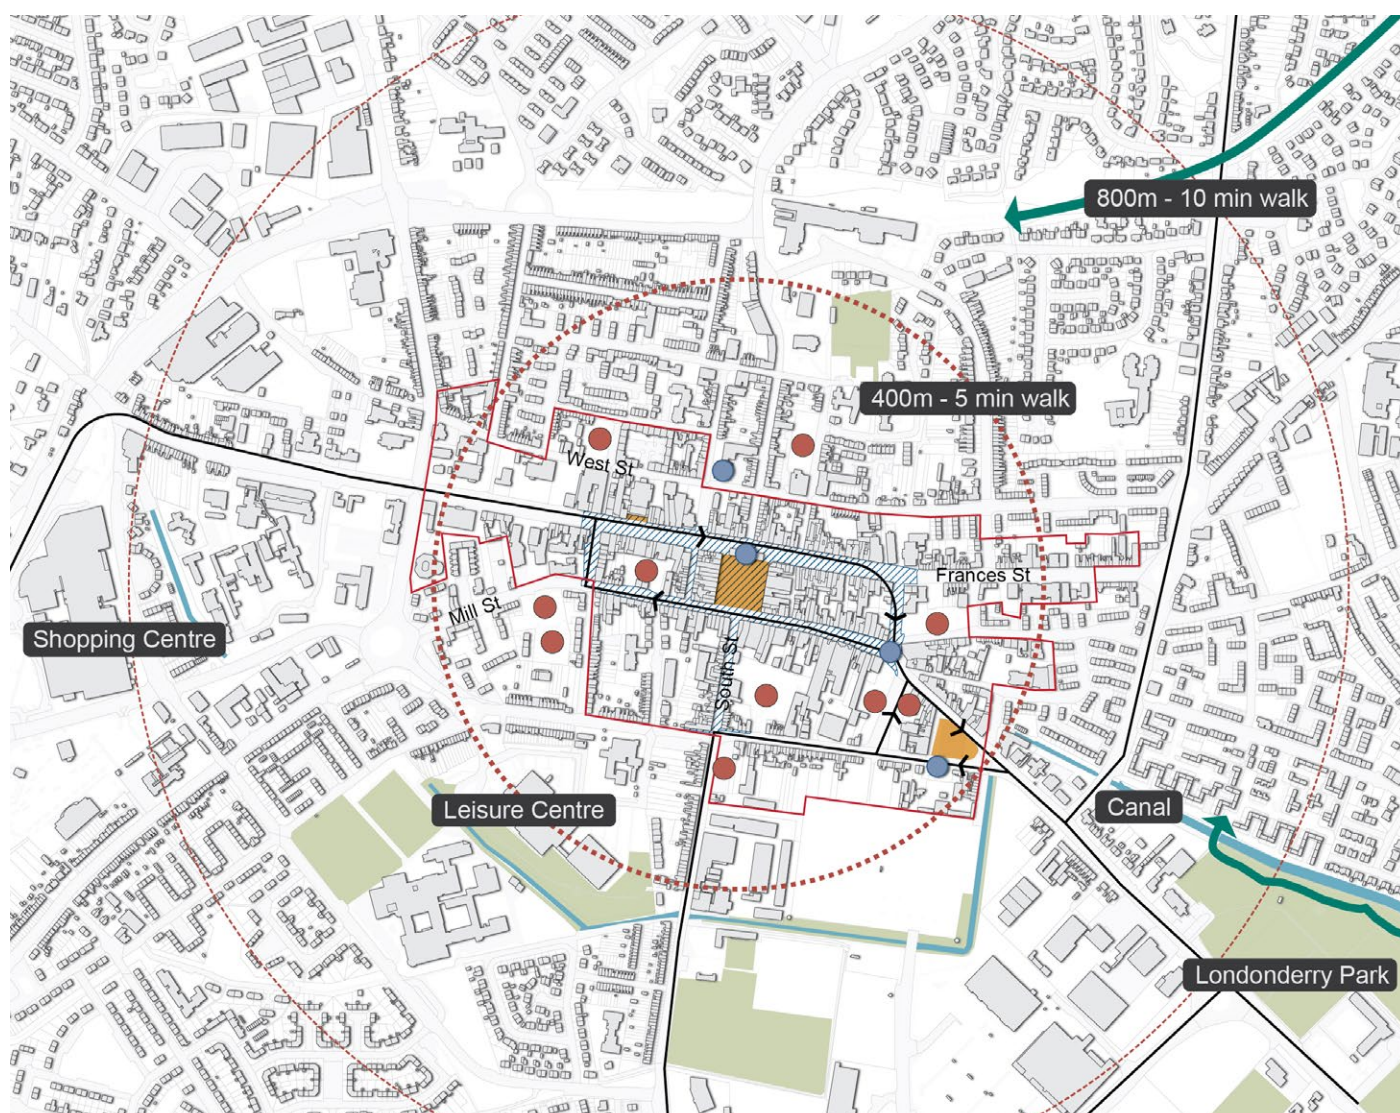 800m - 10 min walk
400m - 5 min walk
West St
Frances St
Mill St
Shopping Centre
South St
Leisure Centre
Canal
Londonderry Park